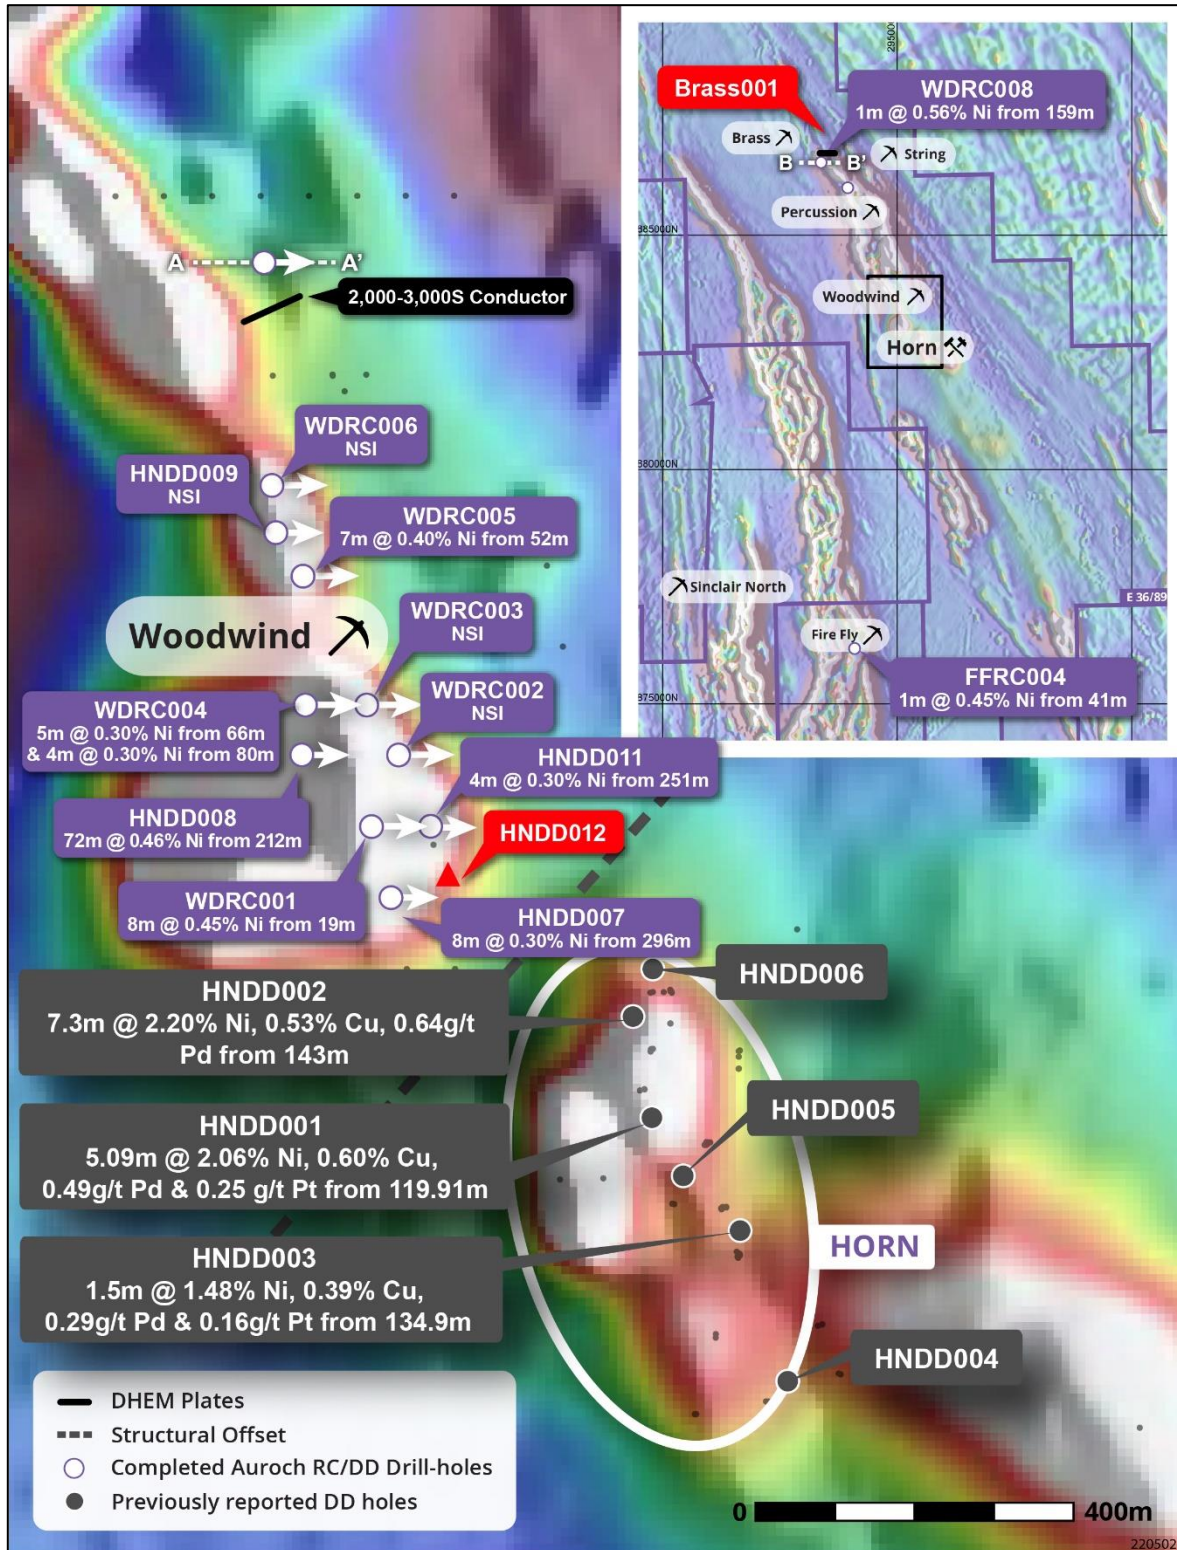 Brass001
WDRC008
1m @ 0.56% Ni from 159m
Brass
B
B'
String
Percussion
Woodwind
Horn
Sinclair North
Fire Fly
FFRC004
1m @ 0.45% Ni from 41m
E 36/89
295000
885000N
880000N
875000N
A
A'
2,000-3,000S Conductor
WDRC006
NSI
HNDD009
NSI
WDRC005
7m @ 0.40% Ni from 52m
Woodwind
WDRC003
NSI
WDRC002
NSI
WDRC004
5m @ 0.30% Ni from 66m
& 4m @ 0.30% Ni from 80m
HNDD011
4m @ 0.30% Ni from 251m
HNDD008
72m @ 0.46% Ni from 212m
HNDD012
WDRC001
8m @ 0.45% Ni from 19m
HNDD007
8m @ 0.30% Ni from 296m
HNDD006
HNDD002
7.3m @ 2.20% Ni, 0.53% Cu, 0.64g/t
Pd from 143m
HNDD005
HNDD001
5.09m @ 2.06% Ni, 0.60% Cu,
0.49g/t Pd & 0.25 g/t Pt from 119.91m
HORN
HNDD003
1.5m @ 1.48% Ni, 0.39% Cu,
0.29g/t Pd & 0.16g/t Pt from 134.9m
HNDD004
DHEM Plates
Structural Offset
Completed Auroch RC/DD Drill-holes
Previously reported DD holes
0
400m
220502